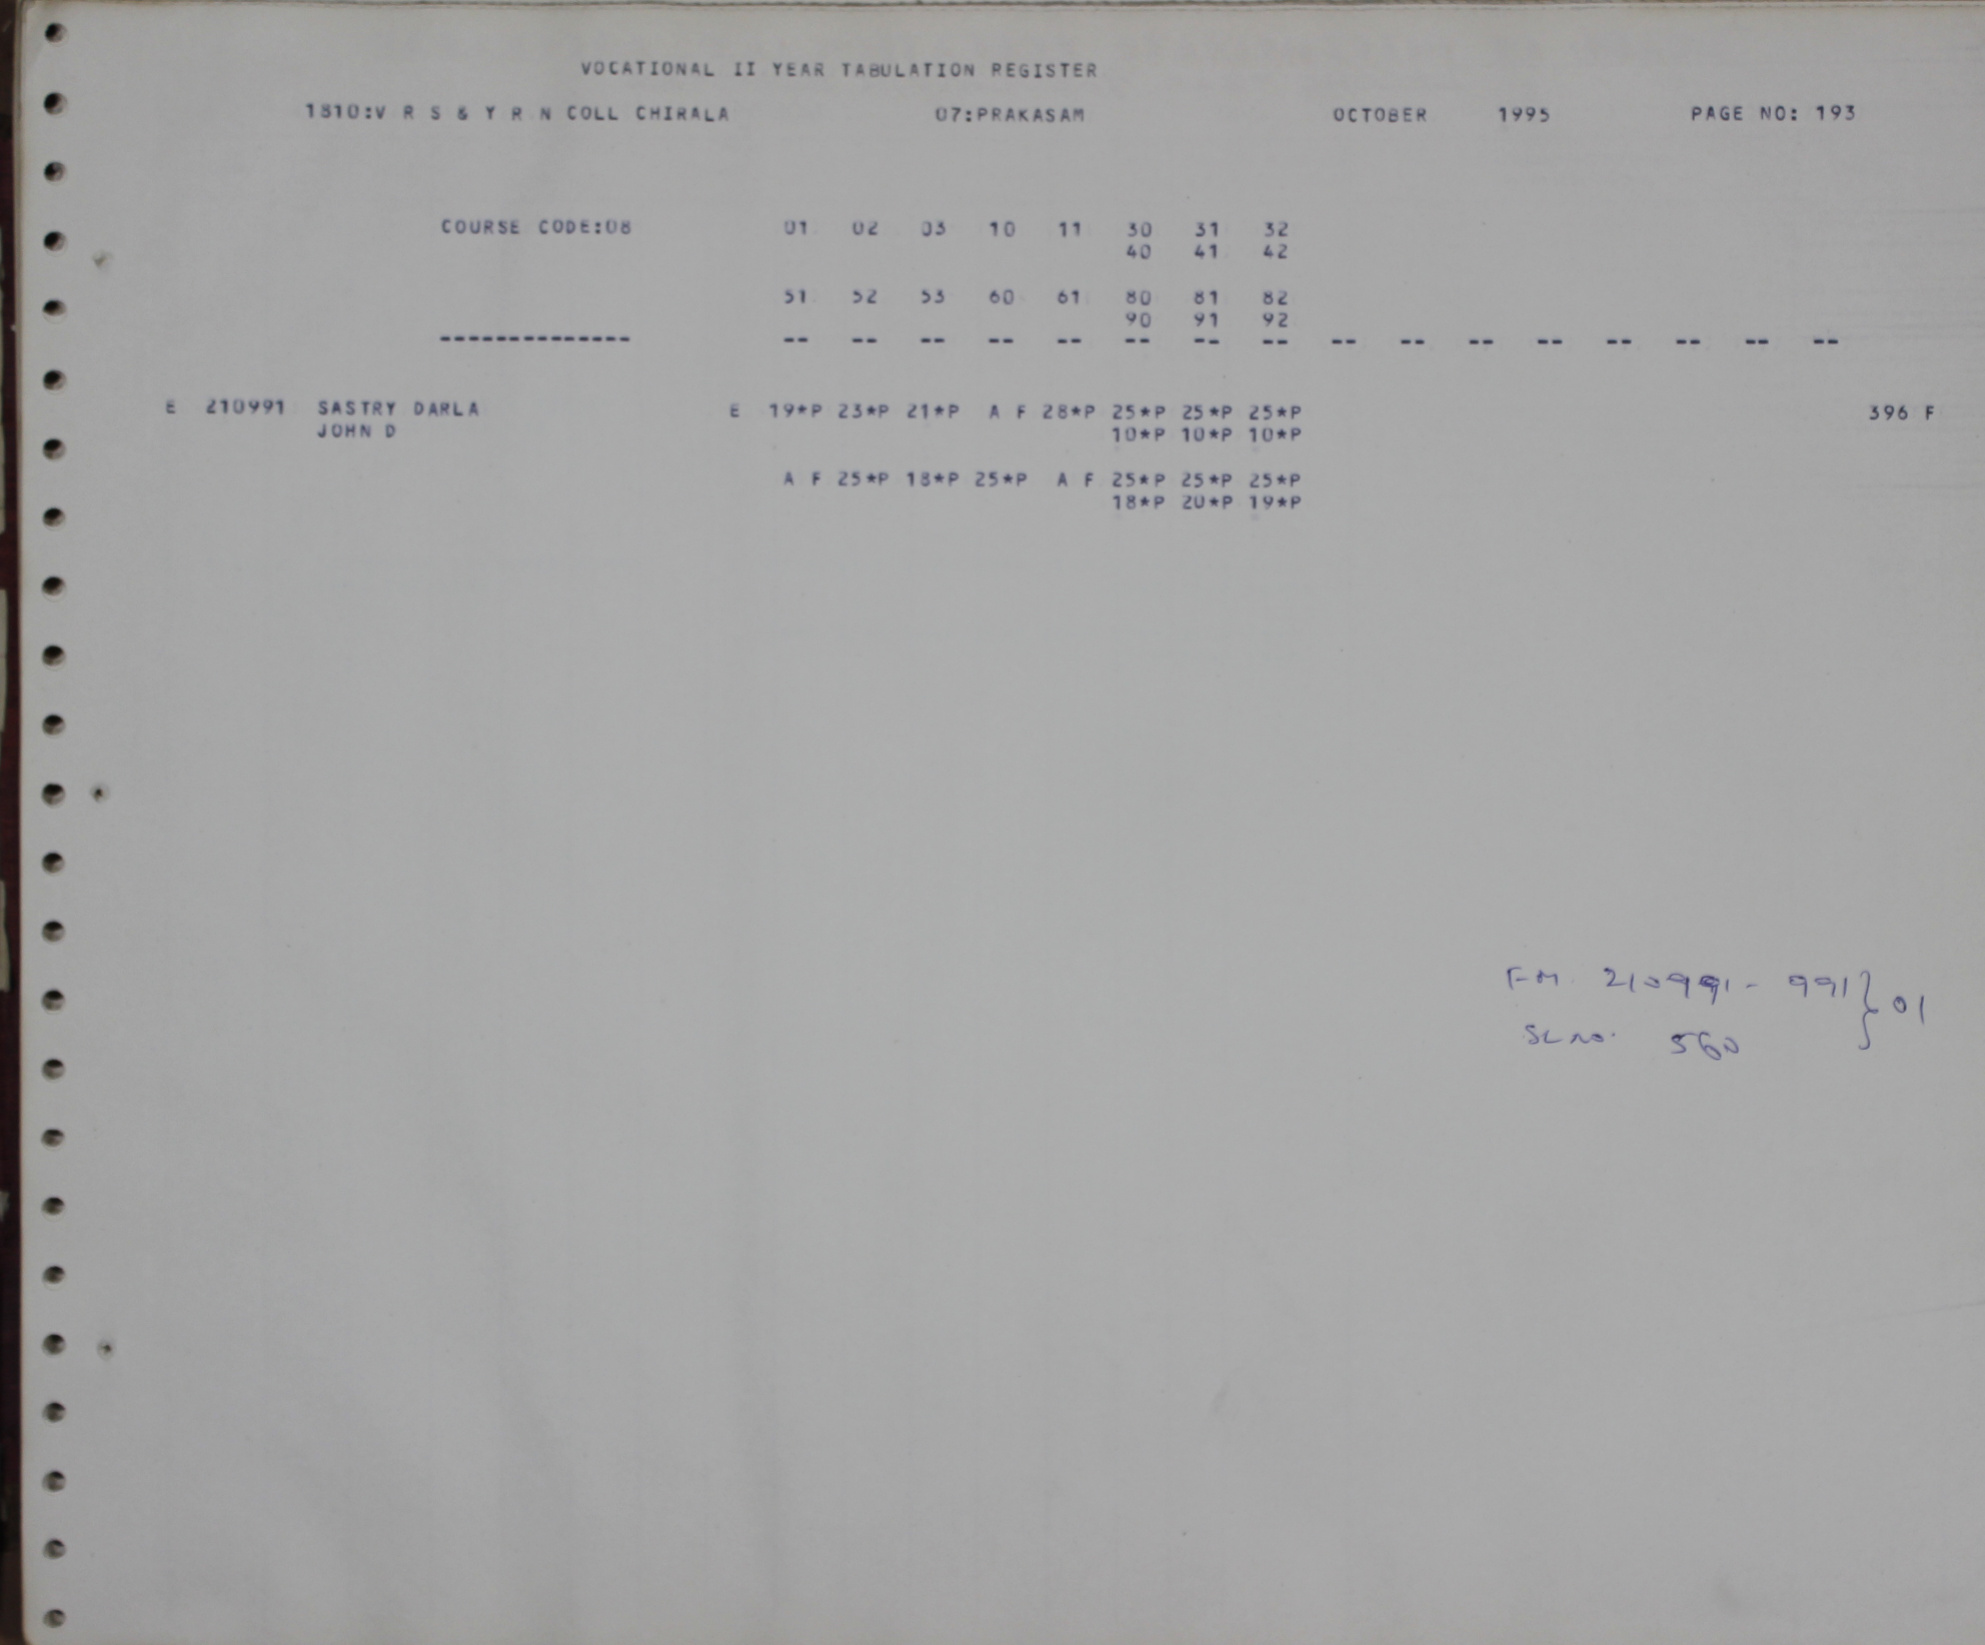 VOCATIONAL II YEAR TABULATION REGISTER
1810:V R S & Y R N COLL CHIRALA 07:PRAKASAM OCTOBER 1995 PAGE NO: 193
COURSE CODE:08 01 02 03 10 11 30 31 32
40 41 42
51 52 53 60 61 80 81 82
90 91 92
-------------- -- -- -- -- -- -- -- -- -- -- -- -- -- -- -- --
E 210991 SASTRY DARLA E 19*P 23*P 21*P A F 28*P 25*P 25*P 25*P 396 F
JOHN D 10*P 10*P 10*P
A F 25*P 18*P 25*P A F 25*P 25*P 25*P
18*P 20*P 19*P
F-M. 210991 - 991 } 01
SL no. 560